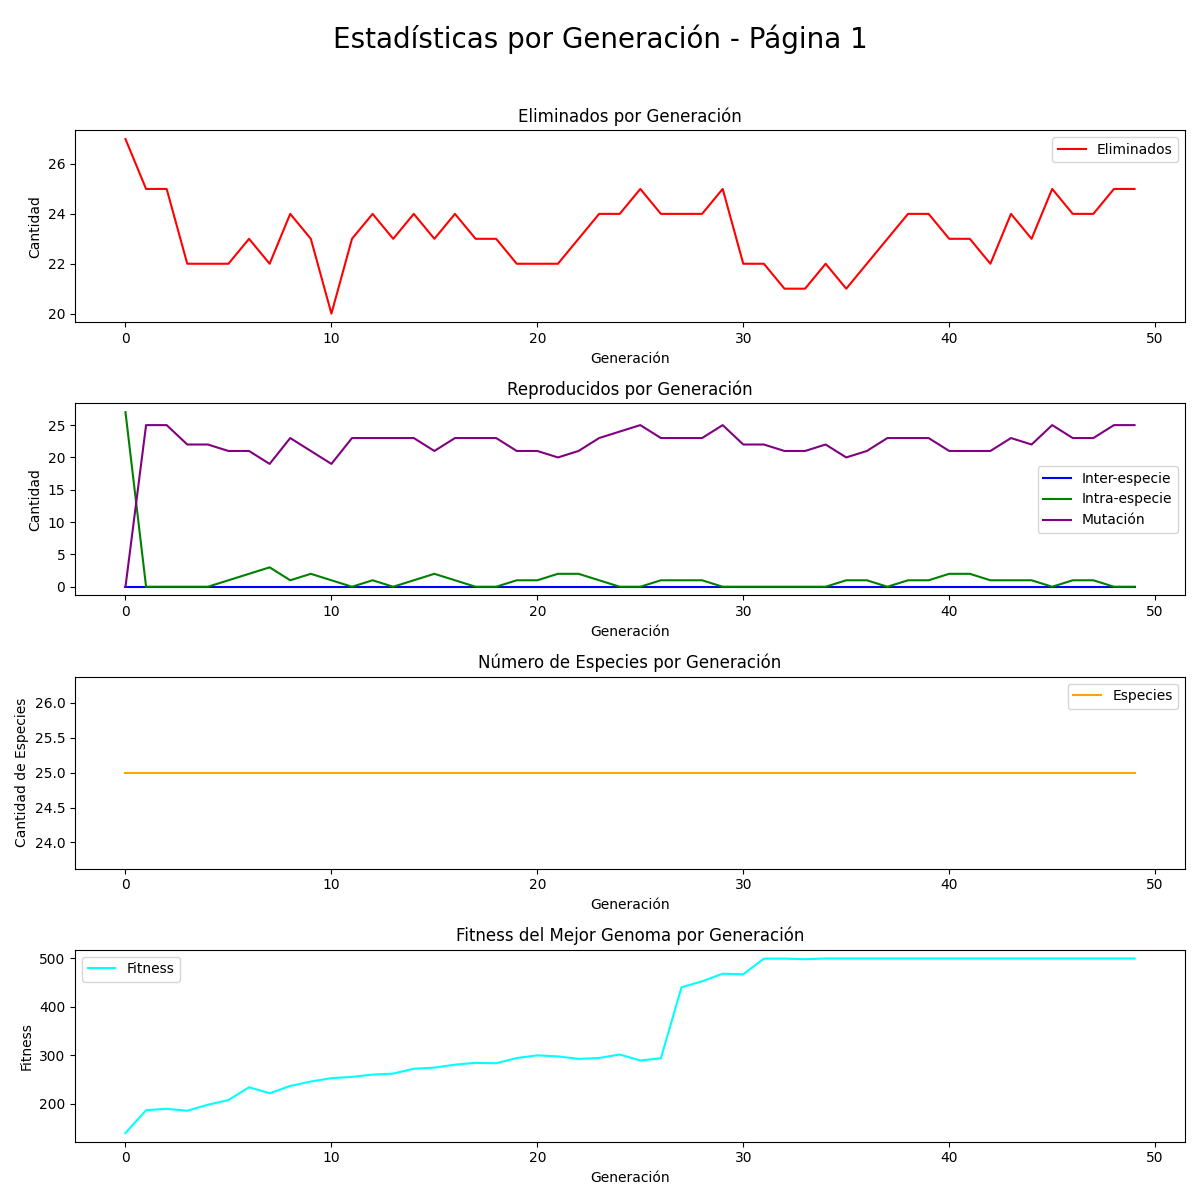 Estadísticas por Generación - Página 1
Eliminados por Generación
26
24
22
20
Cantidad
Eliminados
0 10 20 30 40 50
Generación
Reproducidos por Generación
25
20
15
10
5
0
Cantidad
Inter-especie
Intra-especie
Mutación
0 10 20 30 40 50
Generación
Número de Especies por Generación
26.0
25.5
25.0
24.5
24.0
Cantidad de Especies
Especies
0 10 20 30 40 50
Generación
Fitness del Mejor Genoma por Generación
500
400
300
200
Fitness
Fitness
0 10 20 30 40 50
Generación